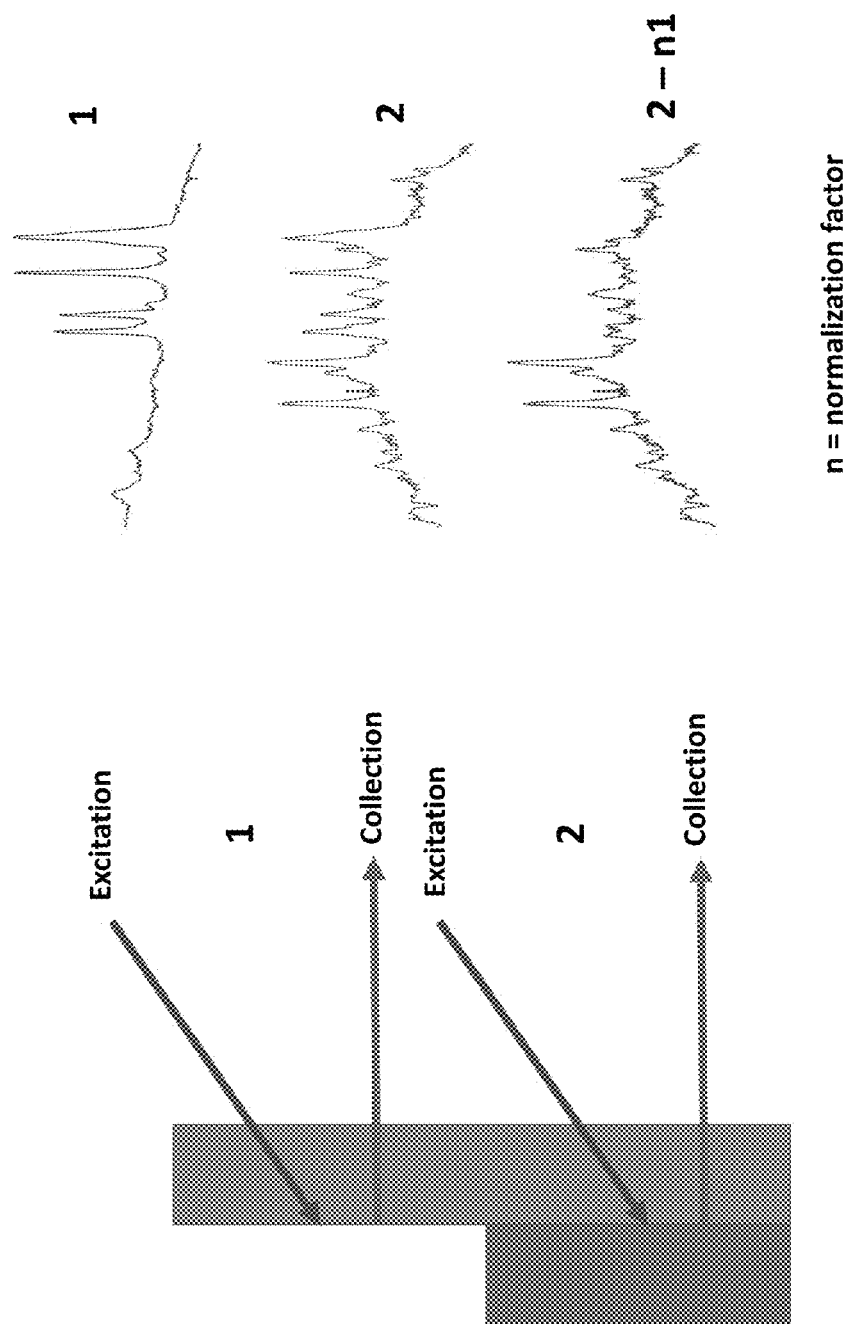 Excitation
1
Collection
Excitation
2
Collection
1
2
2 – n1
n = normalization factor